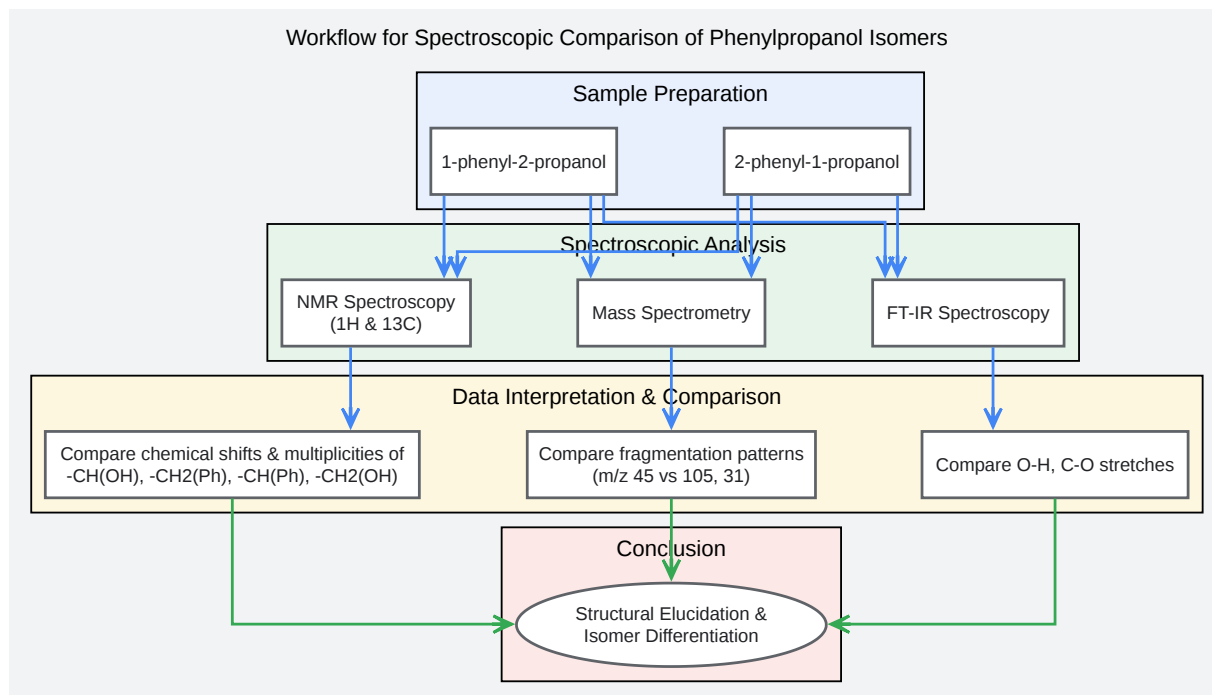 Workflow for Spectroscopic Comparison of Phenylpropanol Isomers
Sample Preparation
1-phenyl-2-propanol
2-phenyl-1-propanol
Spectroscopic Analysis
NMR Spectroscopy
(1H & 13C)
Mass Spectrometry
FT-IR Spectroscopy
Data Interpretation & Comparison
Compare chemical shifts & multiplicities of
-CH(OH), -CH2(Ph), -CH(Ph), -CH2(OH)
Compare fragmentation patterns
(m/z 45 vs 105, 31)
Compare O-H, C-O stretches
Conclusion
Structural Elucidation &
Isomer Differentiation